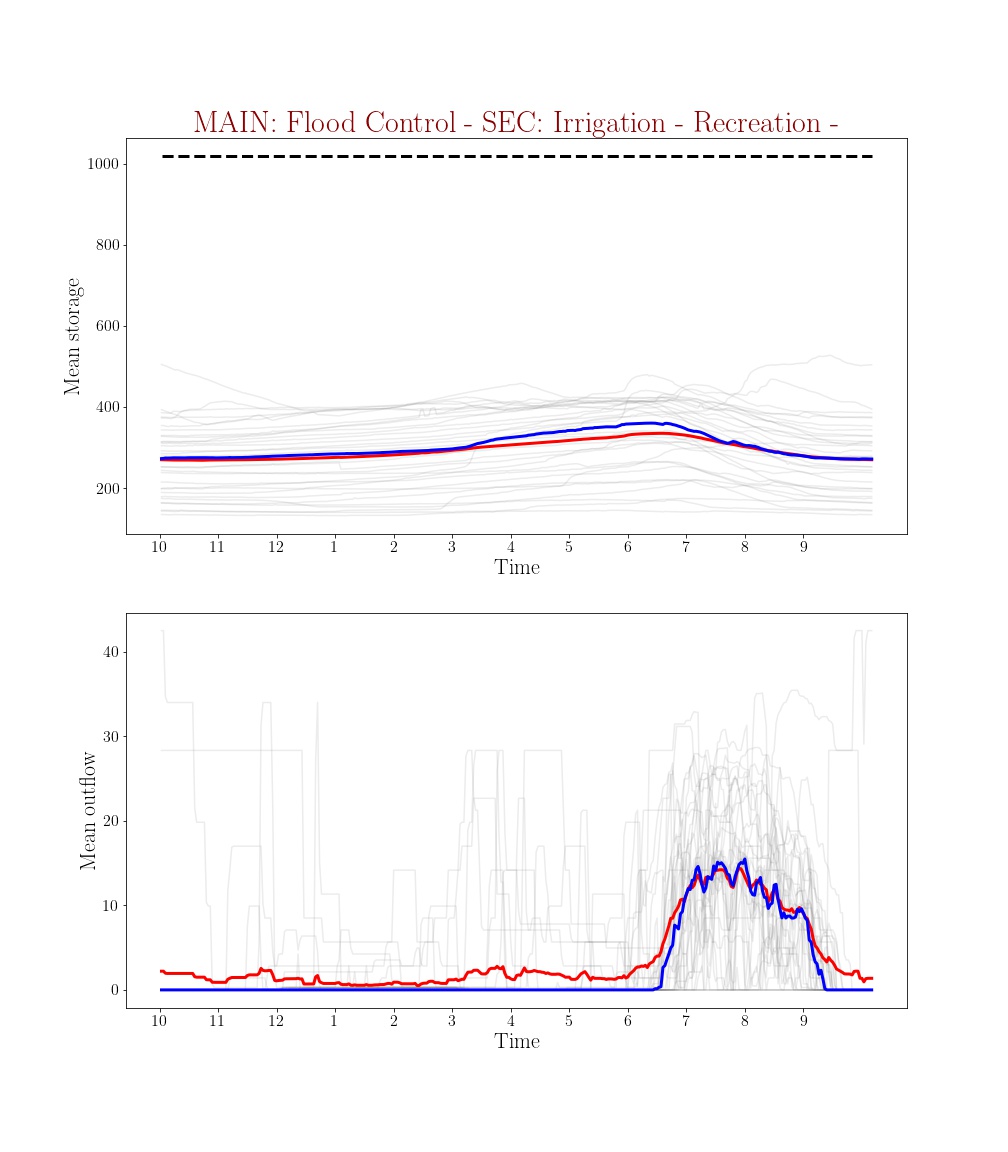 MAIN: Flood Control - SEC: Irrigation - Recreation -
1000
800
600
400
200
Mean storage
10 11 12 1 2 3 4 5 6 7 8 9
Time
40
30
20
10
0
Mean outflow
10 11 12 1 2 3 4 5 6 7 8 9
Time